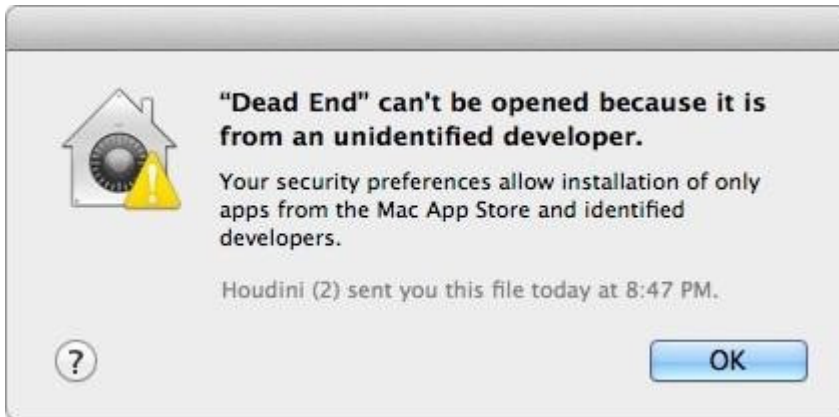 “Dead End” can't be opened because it is
from an unidentified developer.
Your security preferences allow installation of only
apps from the Mac App Store and identified
developers.
Houdini (2) sent you this file today at 8:47 PM.
?
OK